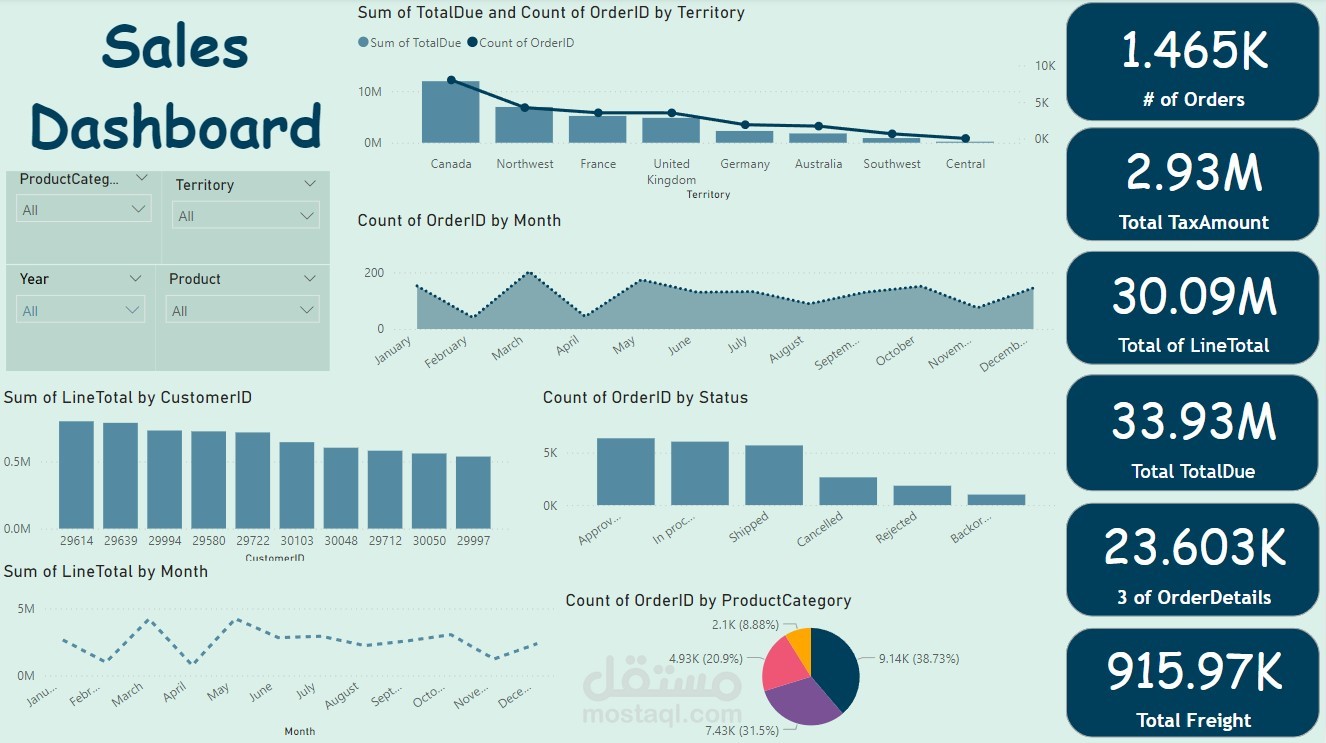 Sales
Dashboard
ProductCateg...
All
Territory
All
Year
All
Product
All
Sum of TotalDue and Count of OrderID by Territory
Sum of TotalDue Count of OrderID
10M
0M
10K
5K
0K
Canada Northwest France United Kingdom Germany Australia Southwest Central
Territory
Count of OrderID by Month
200
0
January February March April May June July August Septem... October Novem... Decemb...
Sum of LineTotal by CustomerID
0.5M
0.0M
29614 29639 29994 29580 29722 30103 30048 29712 30050 29997
CustomerID
Count of OrderID by Status
5K
0K
Approv... In proc... Shipped Cancelled Rejected Backor...
Sum of LineTotal by Month
5M
0M
Janu... Febr... March April May June July August Sept... Octo... Nove... Dece...
Month
Count of OrderID by ProductCategory
2.1K (8.88%)
4.93K (20.9%)
9.14K (38.73%)
7.43K (31.5%)
مستقل
mostaql.com
1.465K
# of Orders
2.93M
Total TaxAmount
30.09M
Total of LineTotal
33.93M
Total TotalDue
23.603K
3 of OrderDetails
915.97K
Total Freight